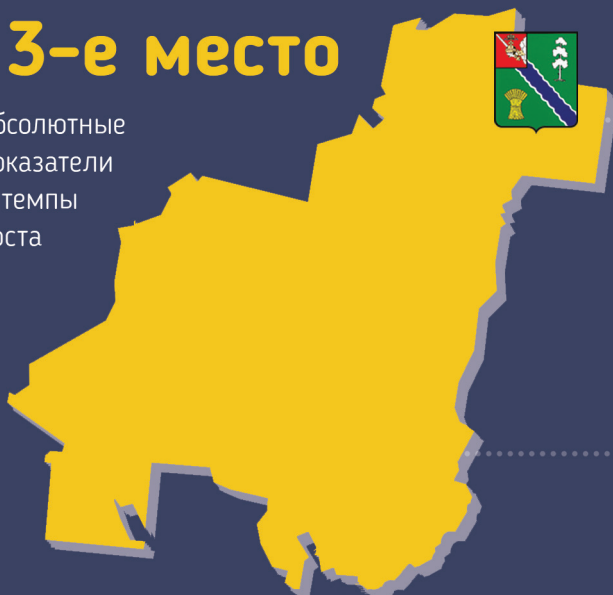 3-е место
бсолютные
оказатели
темпы
оста